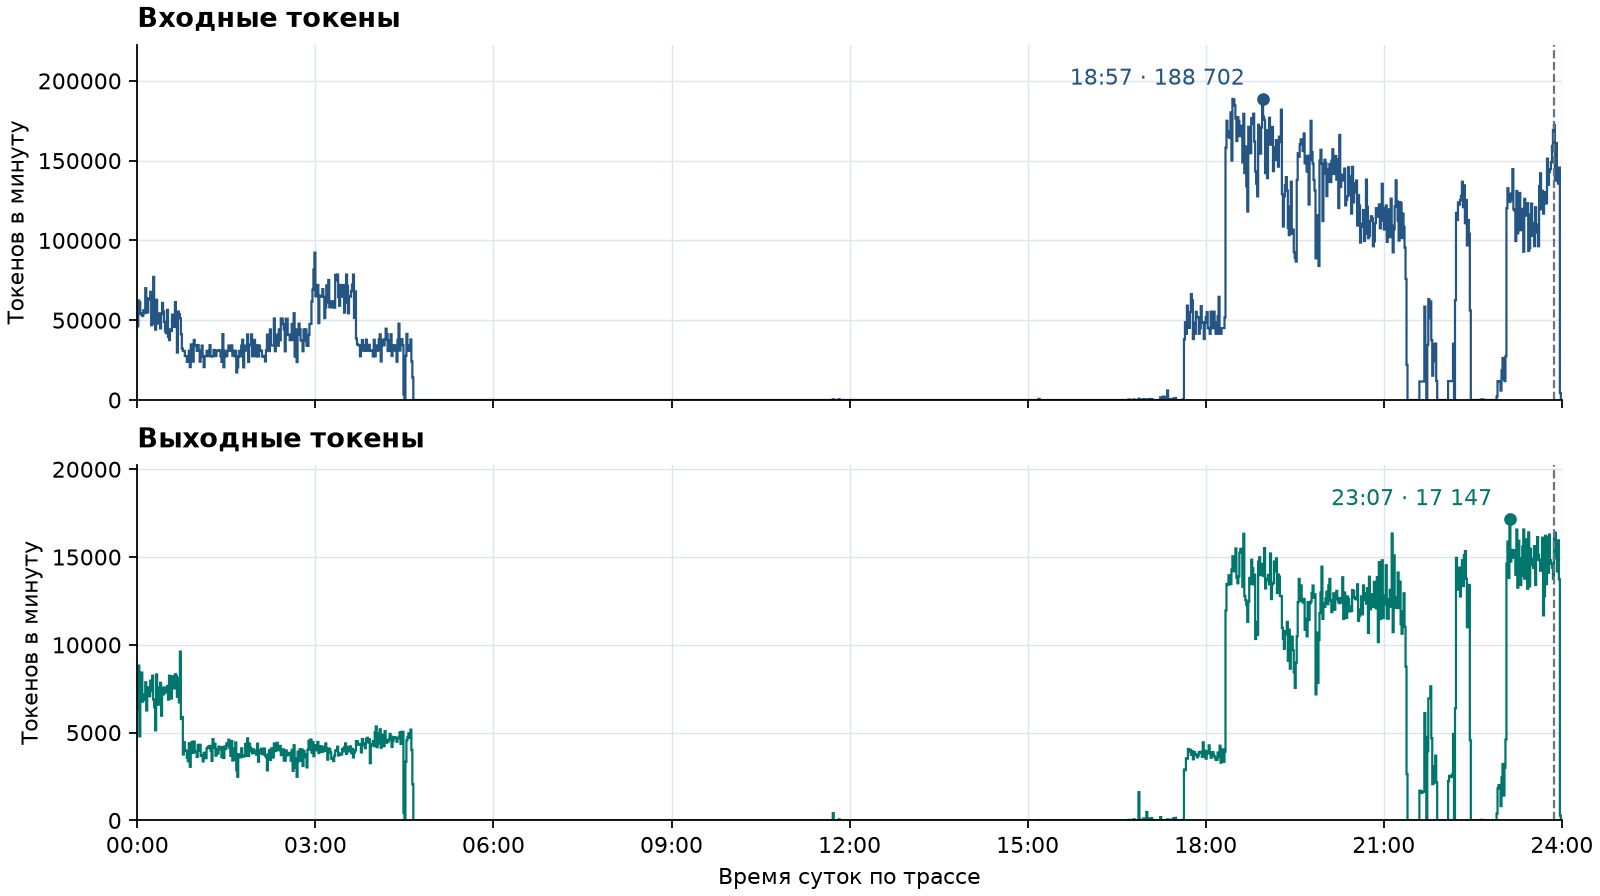 Входные токены
Токенов в минуту
200000
150000
100000
50000
0
18:57 · 188 702
Выходные токены
Токенов в минуту
20000
15000
10000
5000
0
23:07 · 17 147
00:00 03:00 06:00 09:00 12:00 15:00 18:00 21:00 24:00
Время суток по трассе